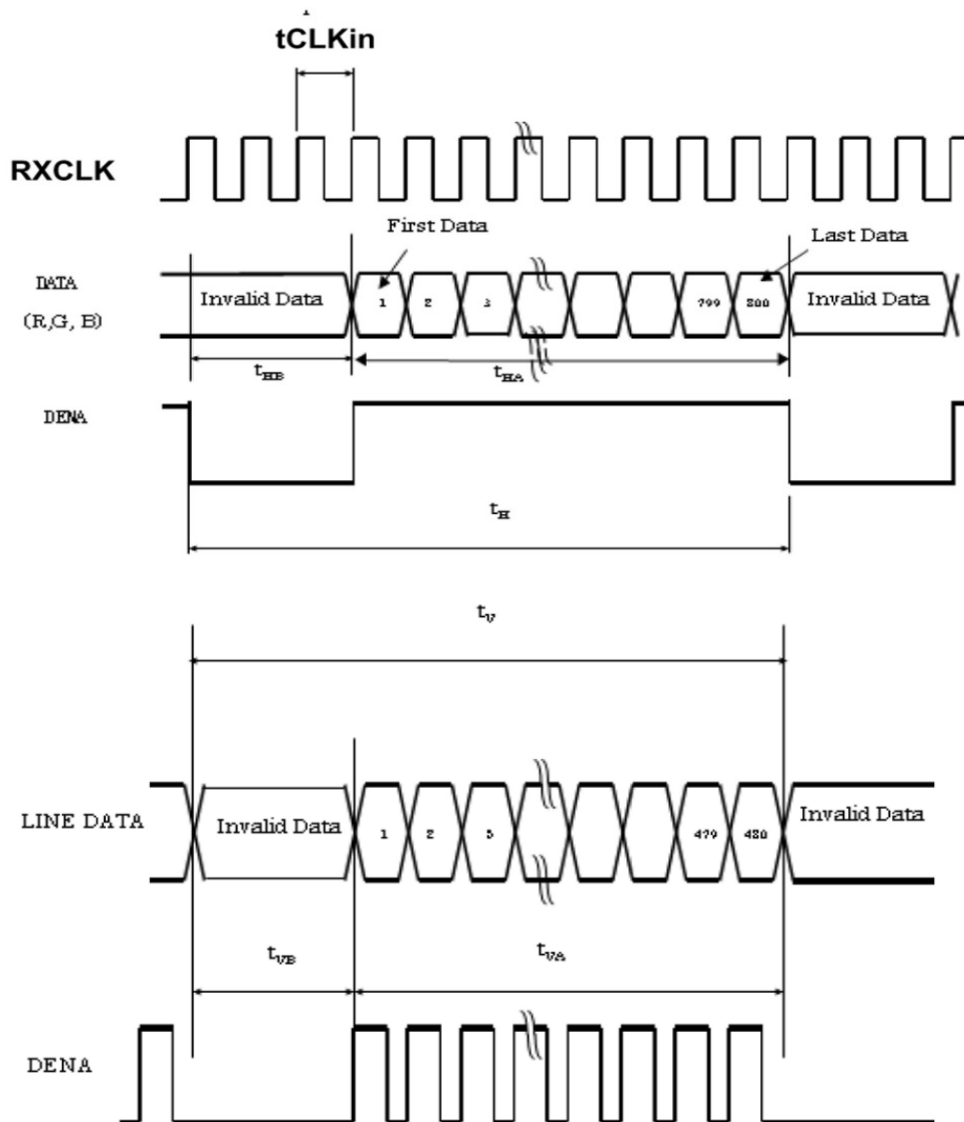 tCLKin
RXCLK
First Data
Last Data
DATA
(R,G, B)
Invalid Data
1
2
3
799
800
Invalid Data
tHB
tHA
DENA
tH
tV
LINE DATA
Invalid Data
1
2
3
479
480
Invalid Data
tVB
tVA
DENA